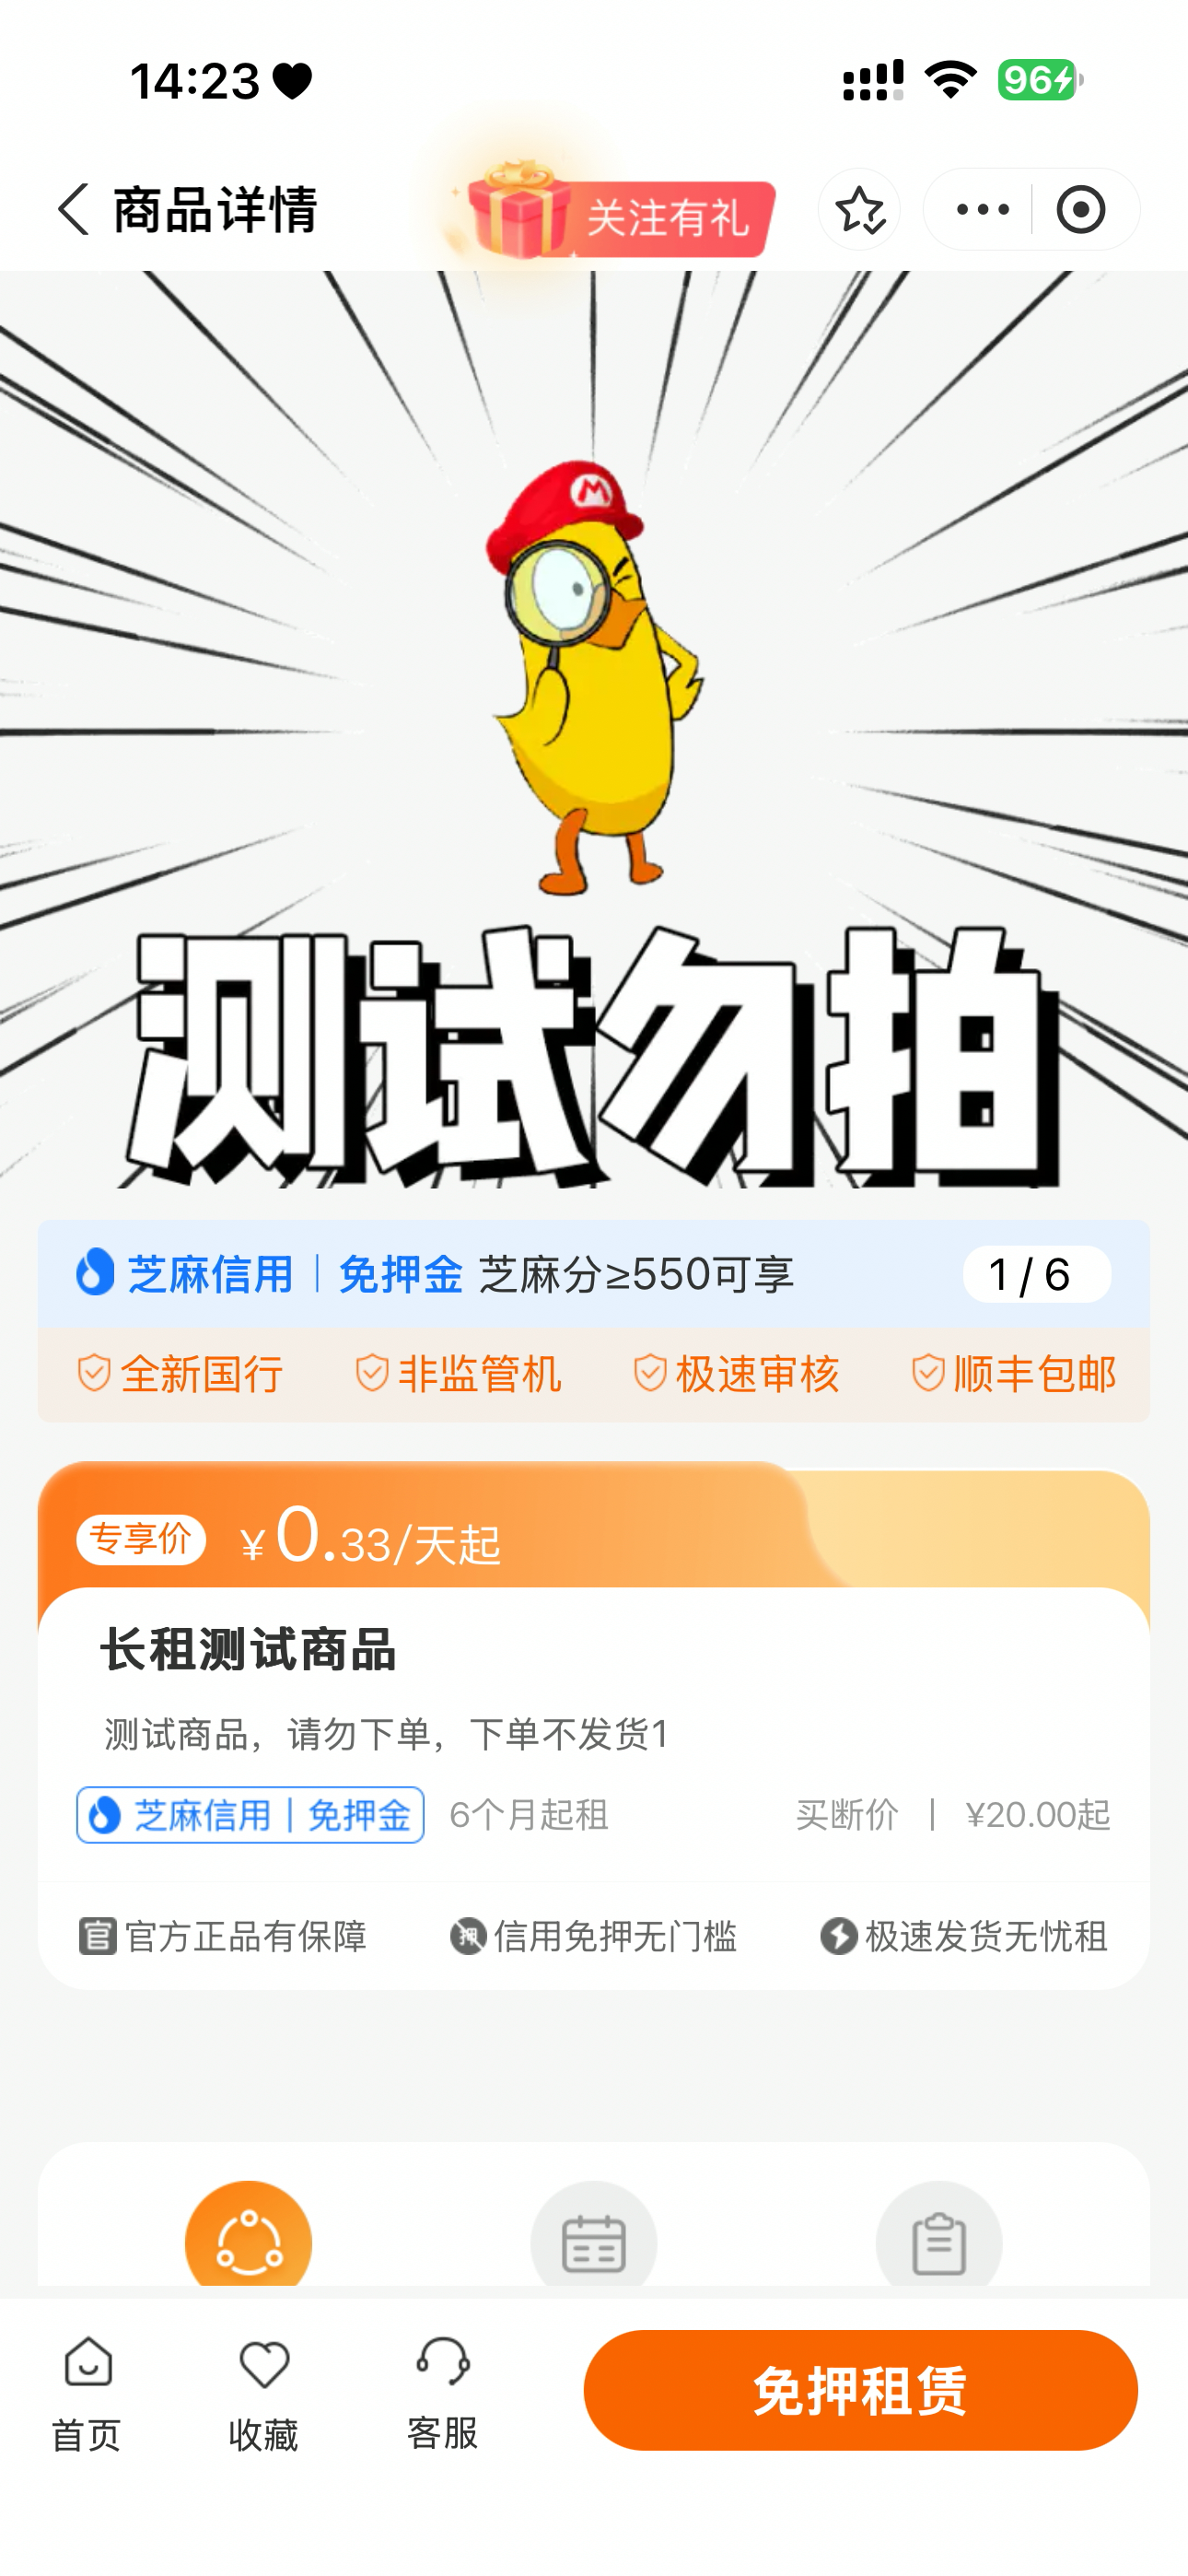 14:23
96
商品详情
关注有礼
M
测试勿拍
芝麻信用 | 免押金 芝麻分≥550可享
1 / 6
全新国行 非监管机 极速审核 顺丰包邮
专享价 ¥0.33/天起
长租测试商品
测试商品，请勿下单，下单不发货1
芝麻信用 | 免押金 6个月起租 买断价 | ¥20.00起
官 官方正品有保障 押 信用免押无门槛 极速发货无忧租
首页 收藏 客服
免押租赁